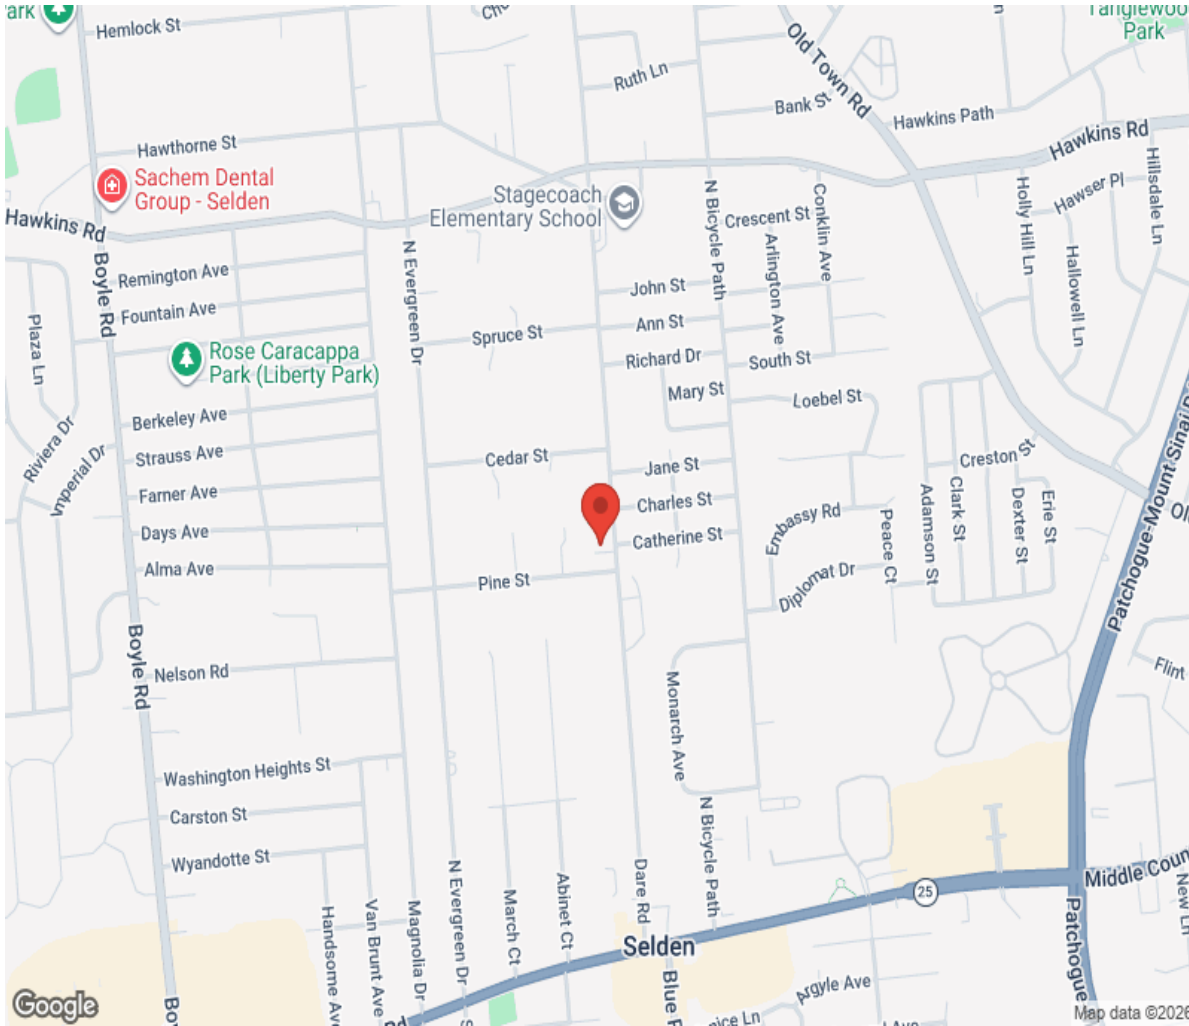 ark
Hemlock St
Tanglewood
Park
Old Town Rd
Ruth Ln
Bank St
Hawkins Path
Hawkins Rd
Hawthorne St
Sachem Dental
Group - Selden
Stagecoach
Elementary School
Hawkins Rd
Boyle Rd
N Evergreen Dr
N Bicycle Path
Crescent St
Conklin Ave
Arlington Ave
Holly Hill Ln
Hawser Pl
Hillsdale Ln
Hallowell Ln
Remington Ave
Fountain Ave
Plaza Ln
John St
Ann St
Spruce St
Richard Dr
South St
Rose Caracappa
Park (Liberty Park)
Mary St
Loebel St
Berkeley Ave
Riviera Dr
Imperial Dr
Strauss Ave
Cedar St
Jane St
Creston St
Farner Ave
Charles St
Embassy Rd
Peace Ct
Adamson St
Clark St
Dexter St
Erie St
Patchogue-Mount Sinai
Days Ave
Catherine St
Alma Ave
Pine St
Diplomat Dr
Boyle Rd
Nelson Rd
Monarch Ave
Flint
Washington Heights St
Carston St
Wyandotte St
N Bicycle Path
N Evergreen Dr
Dare Rd
March Ct
Abinet Ct
Handsome Ave
Van Brunt Ave
Magnolia Dr
25
Middle Coun
New Ln
Patchogue
Selden
Blue
Argyle Ave
nice Ln
Google
Map data ©2026